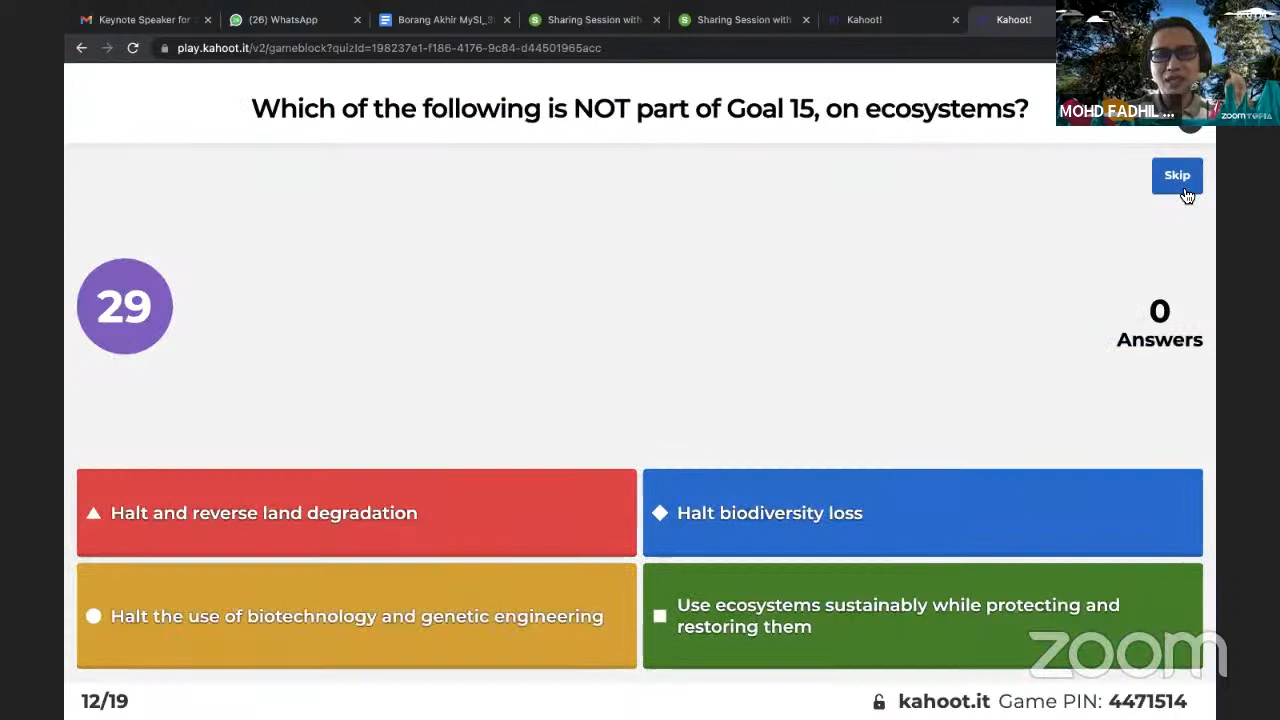 Keynote Speaker for
(26) WhatsApp
Borang Akhir MySI_
Sharing Session with
Sharing Session with
Kahoot!
Kahoot!
play.kahoot.it/v2/gameblock?quizId=198237e1-f186-4176-9c84-d44501965acc
MOHD FADHIL ...
ZOOMTOPIA
Which of the following is NOT part of Goal 15, on ecosystems?
Skip
29
0
Answers
Halt and reverse land degradation
Halt biodiversity loss
Halt the use of biotechnology and genetic engineering
Use ecosystems sustainably while protecting and
restoring them
zoom
12/19
kahoot.it Game PIN: 4471514